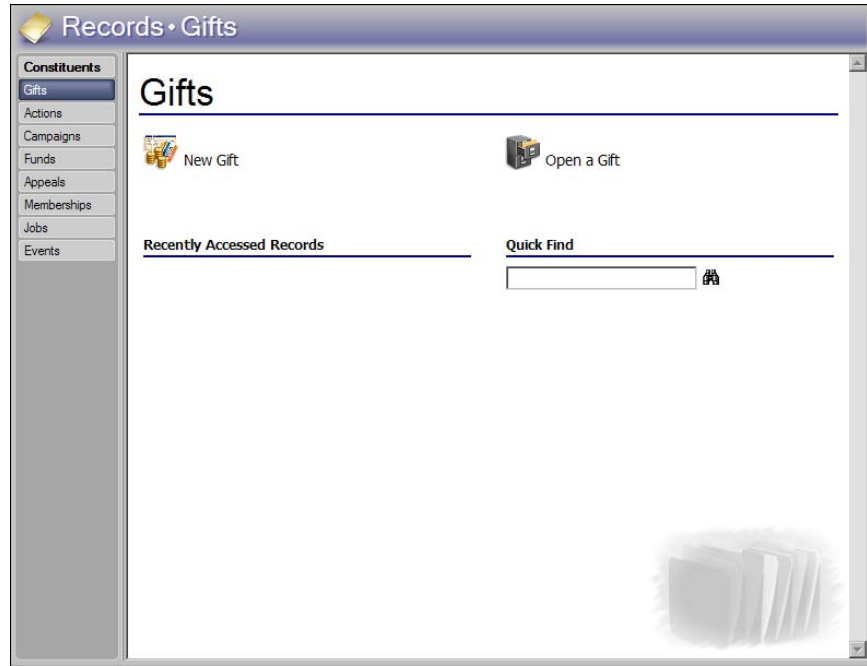 Records • Gifts
Constituents
Gifts
Actions
Campaigns
Funds
Appeals
Memberships
Jobs
Events
Gifts
New Gift
Open a Gift
Recently Accessed Records
Quick Find